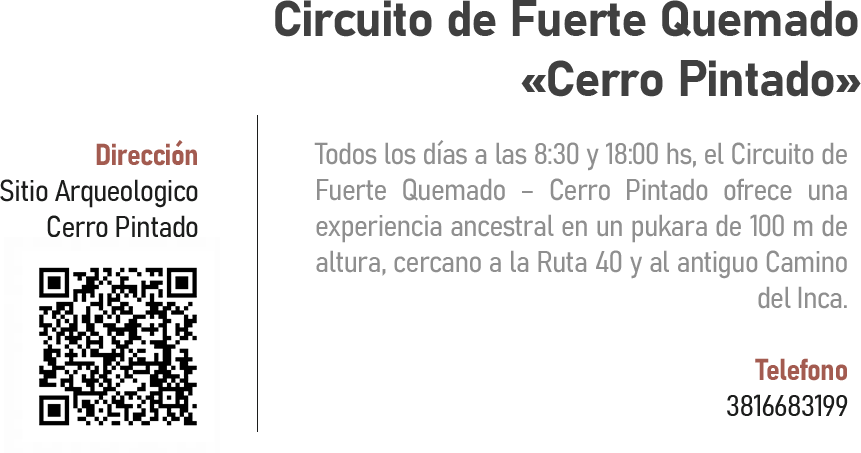 Circuito de Fuerte Quemado
«Cerro Pintado»
Dirección
Sitio Arqueologico
Cerro Pintado
Todos los días a las 8:30 y 18:00 hs, el Circuito de
Fuerte Quemado – Cerro Pintado ofrece una
experiencia ancestral en un pukara de 100 m de
altura, cercano a la Ruta 40 y al antiguo Camino
del Inca.
Telefono
3816683199